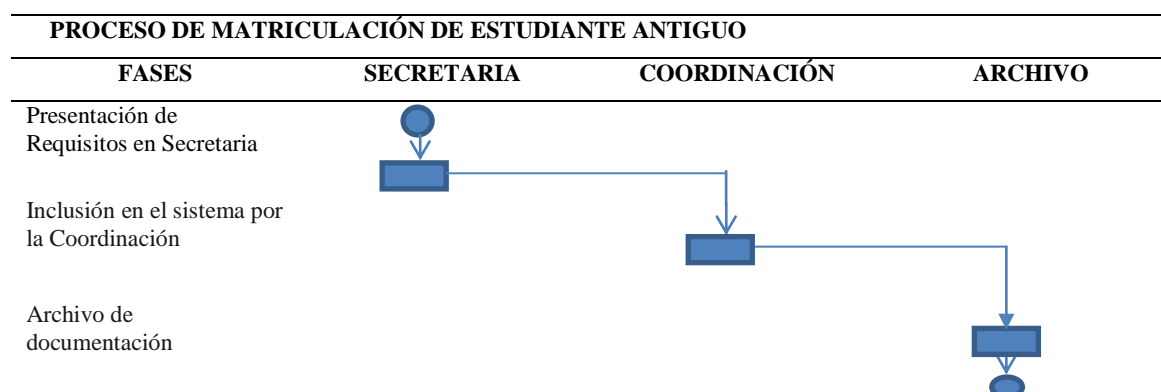 PROCESO DE MATRICULACIÓN DE ESTUDIANTE ANTIGUO
FASES SECRETARIA COORDINACIÓN ARCHIVO
Presentación de
Requisitos en Secretaria
Inclusión en el sistema por
la Coordinación
Archivo de
documentación